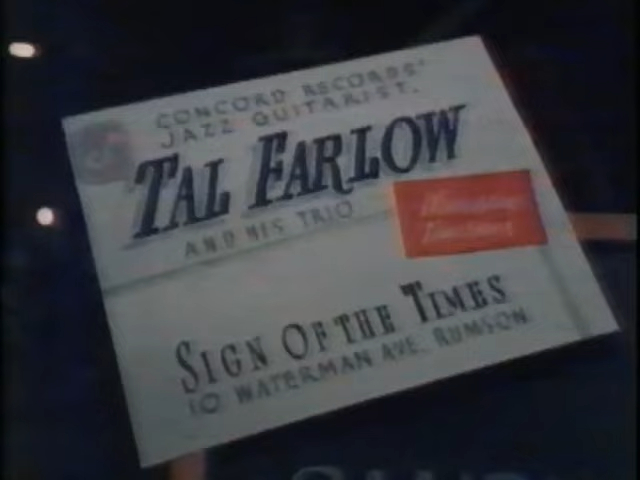 CONCORD RECORDS'
JAZZ GUITARIST.
TAL FARLOW
AND HIS TRIO
SIGN OF THE TIMES
10 WATERMAN AVE. RUMSON